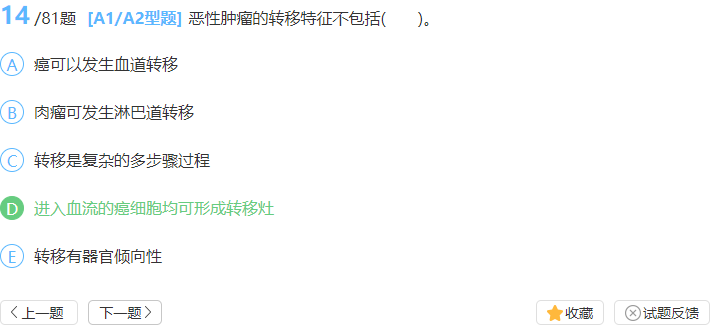 14/81题 [A1/A2型题] 恶性肿瘤的转移特征不包括(  )。
A 癌可以发生血道转移
B 肉瘤可发生淋巴道转移
C 转移是复杂的多步骤过程
D 进入血流的癌细胞均可形成转移灶
E 转移有器官倾向性
上一题 下一题 收藏 试题反馈